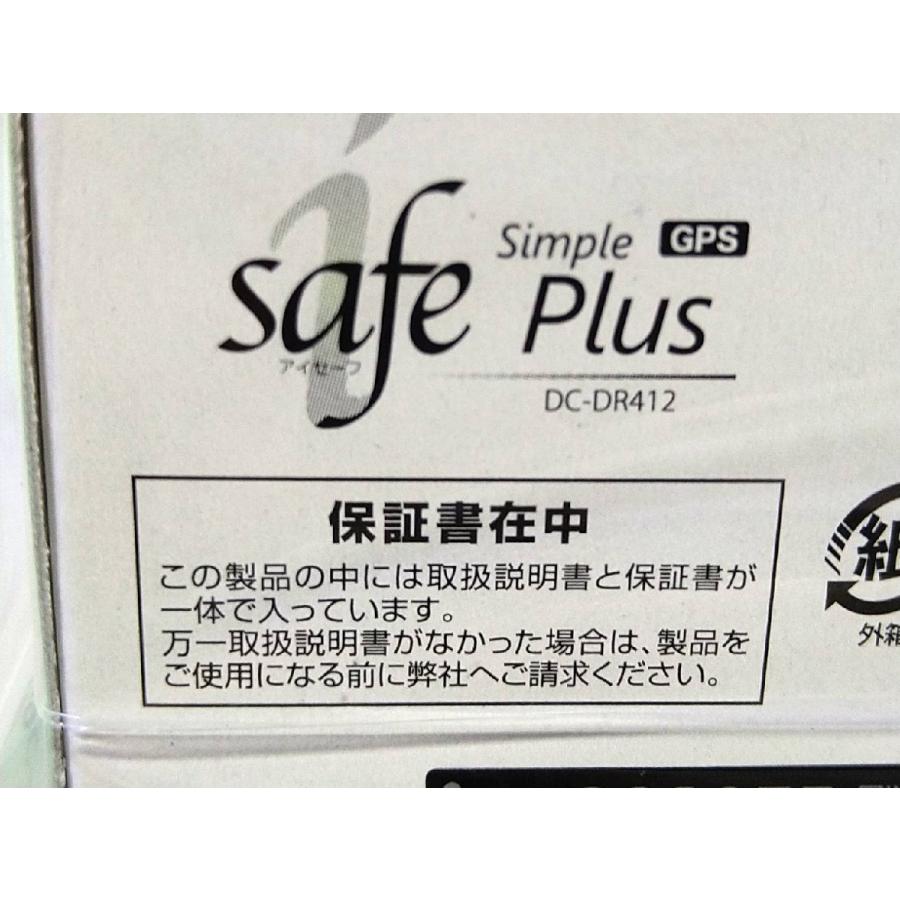 i safe Simple GPS
アイセーフ Plus
DC-DR412
保証書在中
この製品の中には取扱説明書と保証書が
一体で入っています。
万一取扱説明書がなかった場合は、製品を
ご使用になる前に弊社へご請求ください。
紙
外箱